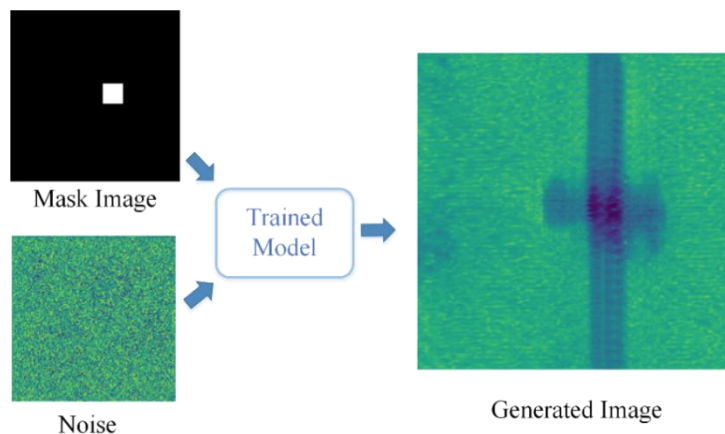 Mask Image
Trained
Model
Noise
Generated Image